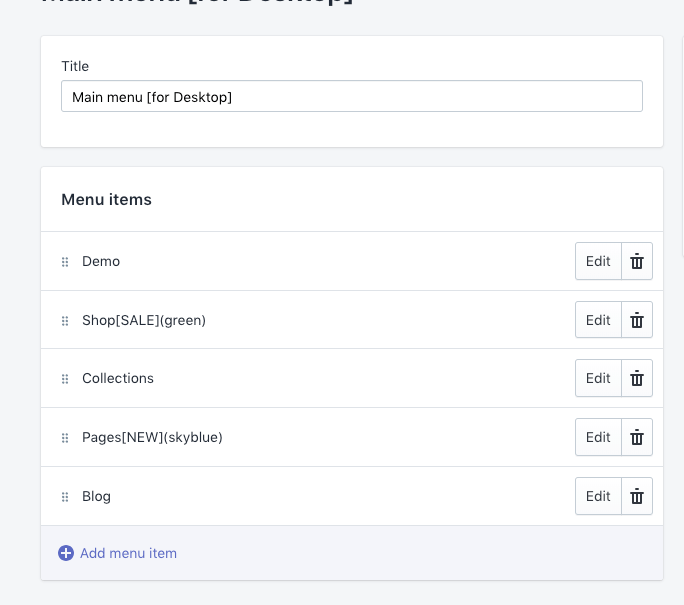 Main menu [for Desktop]
Title
Main menu [for Desktop]
Menu items
Demo
Edit
Shop[SALE](green)
Edit
Collections
Edit
Pages[NEW](skyblue)
Edit
Blog
Edit
Add menu item